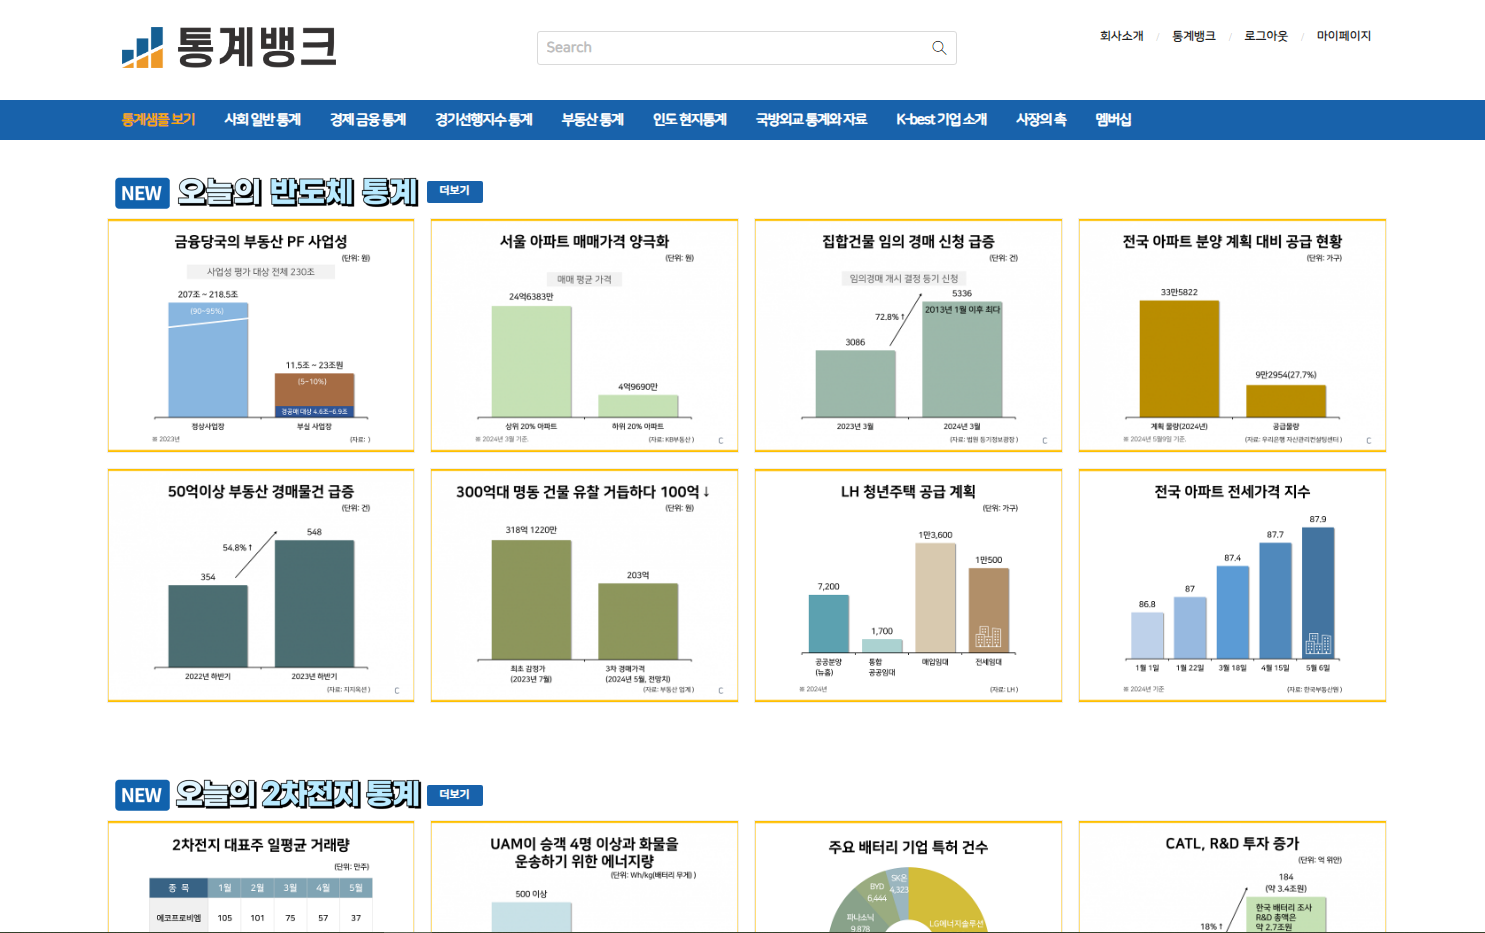 통계뱅크
Search
회사소개 / 통계뱅크 / 로그아웃 / 마이페이지
통계샘플 보기 사회 일반 통계 경제 금융 통계 경기선행지수 통계 부동산 통계 인도 현지통계 국방외교 통계와 자료 K-best 기업 소개 사장의 촉 멤버십
NEW 오늘의 반도체 통계 더보기
금융당국의 부동산 PF 사업성
(단위: 원)
사업성 평가 대상 전체 230조
207조 ~ 218.5조
(90~95%)
11.5조 ~ 23조원
(5~10%)
경공매 대상 4.6조~6.9조
정상사업장 부실 사업장
※ 2023년 (자료: )
서울 아파트 매매가격 양극화
(단위: 원)
매매 평균 가격
24억6383만
4억9690만
상위 20% 아파트 하위 20% 아파트
※ 2024년 3월 기준. (자료: KB부동산) C
집합건물 임의 경매 신청 급증
(단위: 건)
임의경매 개시 결정 등기 신청
5336
2013년 1월 이후 최다
72.8%↑
3086
2023년 3월 2024년 3월
(자료: 법원 등기정보광장) C
전국 아파트 분양 계획 대비 공급 현황
(단위: 가구)
33만5822
9만2954(27.7%)
계획 물량(2024년) 공급물량
※ 2024년 5월9일 기준. (자료: 우리은행 자산관리컨설팅센터) C
50억이상 부동산 경매물건 급증
(단위: 건)
548
54.8%↑
354
2022년 하반기 2023년 하반기
(자료: 지지옥션) C
300억대 명동 건물 유찰 거듭하다 100억↓
(단위: 원)
318억 1220만
203억
최초 감정가 3차 경매가격
(2023년 7월) (2024년 5월, 전망치)
(자료: 부동산 업계) C
LH 청년주택 공급 계획
(단위: 가구)
1만3,600
1만500
7,200
1,700
공공분양 통합 매입임대 전세임대
(뉴홈) 공공임대
※ 2024년 (자료: LH)
전국 아파트 전세가격 지수
87.9
87.7
87.4
87
86.8
1월 1일 1월 22일 3월 18일 4월 15일 5월 6일
※ 2024년 기준 (자료: 한국부동산원)
NEW 오늘의 2차전지 통계 더보기
2차전지 대표주 일평균 거래량
(단위: 만주)
종 목 1월 2월 3월 4월 5월
에코프로비엠 105 101 75 57 37
UAM이 승객 4명 이상과 화물을
운송하기 위한 에너지량
(단위: Wh/kg(배터리 무게))
500 이상
주요 배터리 기업 특허 건수
SK온
4,323
BYD
6,444
파나소닉
9,878
LG에너지솔루션
CATL, R&D 투자 증가
(단위: 억 위안)
184
(약 3.4조원)
한국 배터리 조사
R&D 총액은
약 2.7조원
18%↑